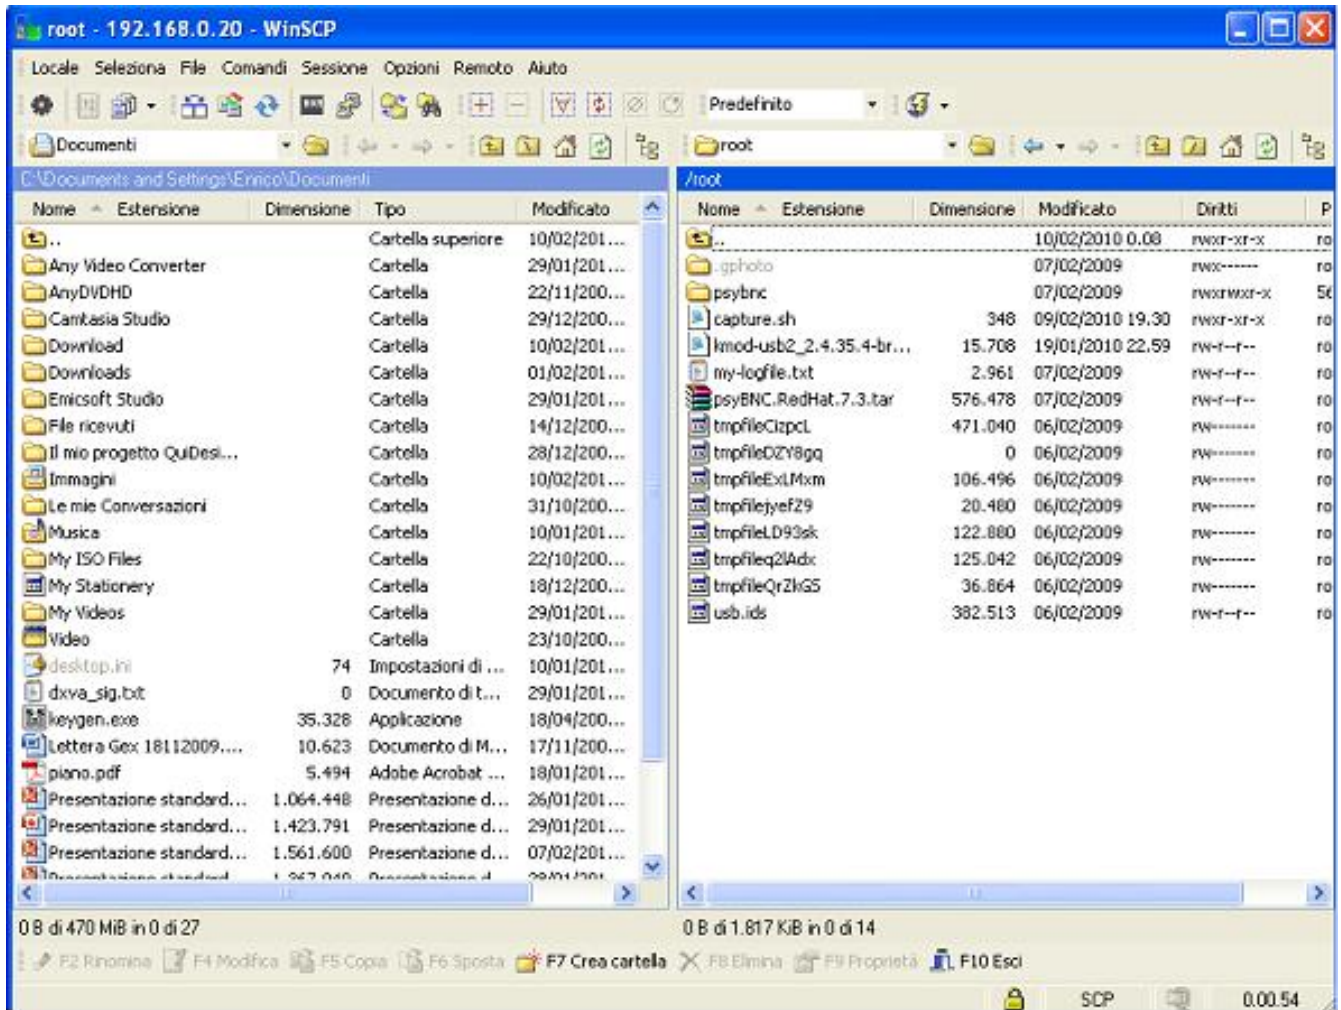 root - 192.168.0.20 - WinSCP
Locale Seleziona File Comandi Sessione Opzioni Remoto Aiuto
Predefinito
Documenti root
C:\Documents and Settings\Enrico\Documenti
Nome Estensione Dimensione Tipo Modificato
.. Cartella superiore 10/02/201...
Any Video Converter Cartella 29/01/201...
AnyDVDHD Cartella 22/11/200...
Camtasia Studio Cartella 29/12/200...
Download Cartella 10/02/201...
Downloads Cartella 01/02/201...
Emicsoft Studio Cartella 29/01/201...
File ricevuti Cartella 14/12/200...
Il mio progetto QuiDesi... Cartella 28/12/200...
Immagini Cartella 10/02/201...
Le mie Conversazioni Cartella 31/10/200...
Musica Cartella 10/01/201...
My ISO Files Cartella 22/10/200...
My Stationery Cartella 18/12/200...
My Videos Cartella 29/01/201...
Video Cartella 23/10/200...
desktop.ini 74 Impostazioni di ... 10/01/201...
dxva_sig.txt 0 Documento di t... 29/01/201...
keygen.exe 35.328 Applicazione 18/04/200...
Lettera Gex 18112009.... 10.623 Documento di M... 17/11/200...
piano.pdf 5.494 Adobe Acrobat ... 18/01/201...
Presentazione standard... 1.064.448 Presentazione d... 26/01/201...
Presentazione standard... 1.423.791 Presentazione d... 29/01/201...
Presentazione standard... 1.561.600 Presentazione d... 07/02/201...
/root
Nome Estensione Dimensione Modificato Diritti P
.. 10/02/2010 0.08 rwxr-xr-x ro
.gphoto 07/02/2009 rwx------ ro
psybnc 07/02/2009 rwxrwxr-x 56
capture.sh 348 09/02/2010 19.30 rwxr-xr-x ro
kmod-usb2_2.4.35.4-br... 15.708 19/01/2010 22.59 rw-r--r-- ro
my-logfile.txt 2.961 07/02/2009 rw-r--r-- ro
psyBNC.RedHat.7.3.tar 576.478 07/02/2009 rw-r--r-- ro
tmpfileCizpcL 471.040 06/02/2009 rw------- ro
tmpfileDZY8gq 0 06/02/2009 rw------- ro
tmpfileExLMxm 106.496 06/02/2009 rw------- ro
tmpfilejyefZ9 20.480 06/02/2009 rw------- ro
tmpfileLD93sk 122.880 06/02/2009 rw------- ro
tmpfileq2lAdx 125.042 06/02/2009 rw------- ro
tmpfileQrZkG5 36.864 06/02/2009 rw------- ro
usb.ids 382.513 06/02/2009 rw-r--r-- ro
0 B di 470 MiB in 0 di 27
0 B di 1.817 KiB in 0 di 14
F2 Rinomina F4 Modifica F5 Copia F6 Sposta F7 Crea cartella F8 Elimina F9 Proprietà F10 Esci
SCP 0.00.54